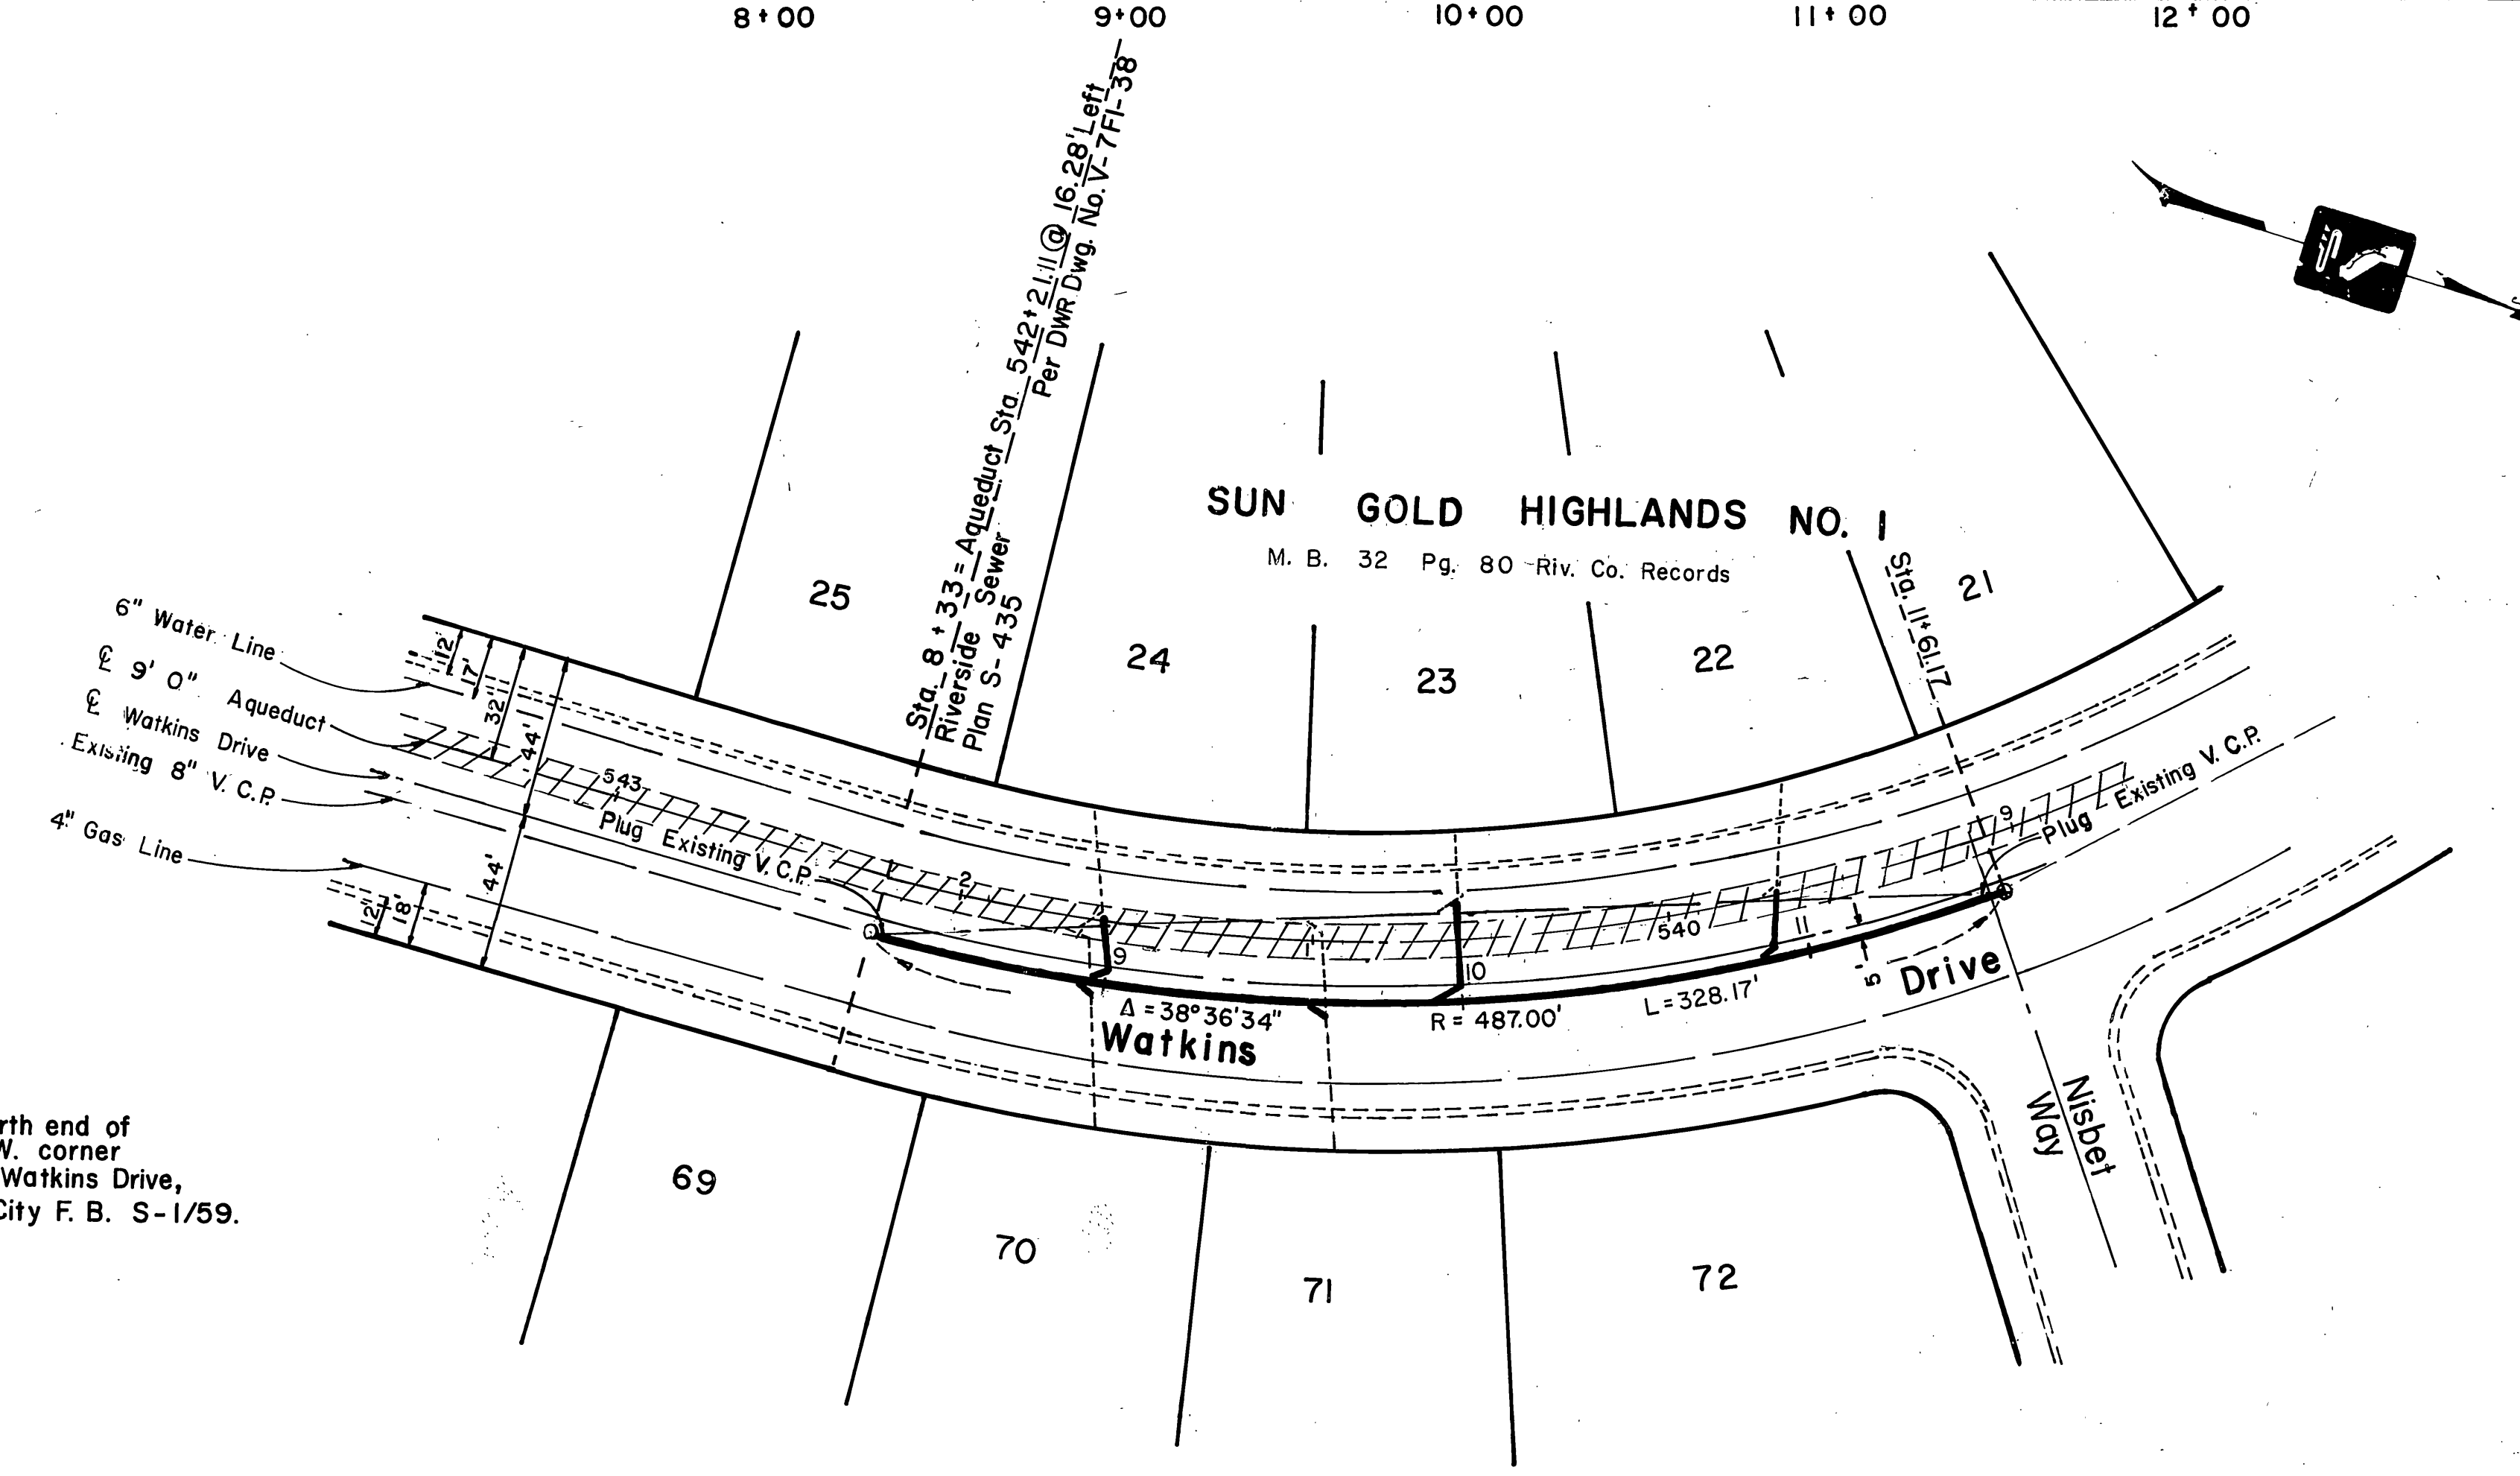 8+00
9+00
10+00
11+00
12+00
Sta. 8+33= Aqueduct Sta. 542+21.11@ 16.28' Left
Riverside Sewer Per DWR Dwg. No. V-7F1-38
Plan S-435
SUN GOLD HIGHLANDS NO. 1
M. B. 32 Pg. 80 Riv. Co. Records
25
24
23
22
21
Sta. 11+61.17
6" Water Line
℄ 9' 0" Aqueduct
℄ Watkins Drive
Existing 8" V.C.P.
4" Gas Line
12'
17'
32'
44'
44'
18'
12'
543
Plug Existing V.C.P.
1
2
9
10
540
11
9
Plug
Existing V.C.P.
5'
Δ = 38°36'34"
R = 487.00'
L = 328.17'
Watkins Drive
Nisbet
Way
69
70
71
72
rth end of
W. corner
Watkins Drive,
City F. B. S-1/59.